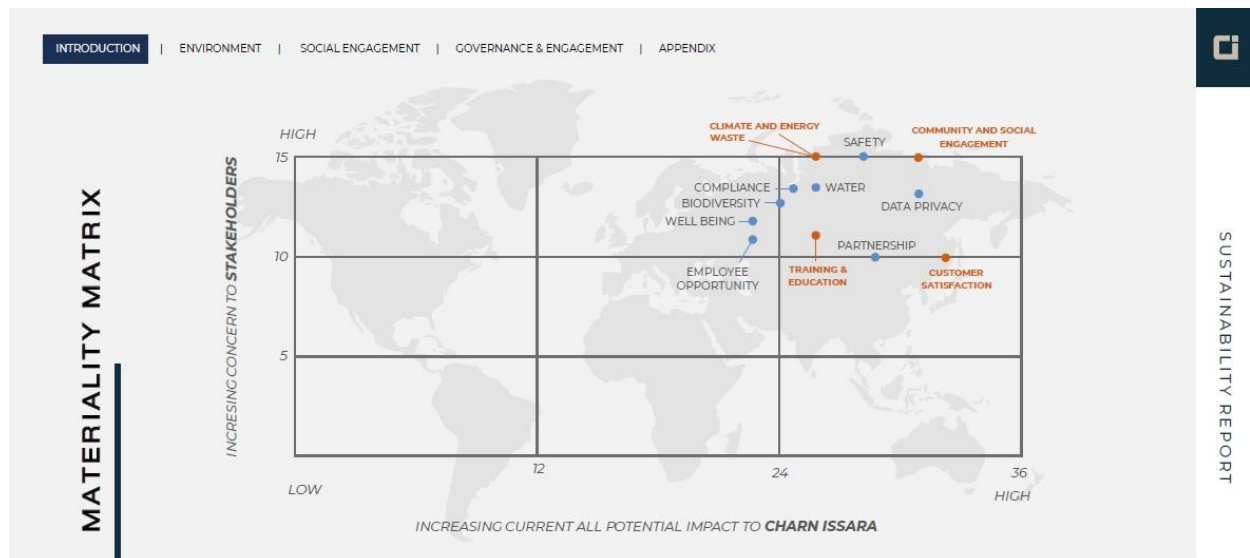 INTRODUCTION | ENVIRONMENT | SOCIAL ENGAGEMENT | GOVERNANCE & ENGAGEMENT | APPENDIX
MATERIALITY MATRIX
INCRESING CONCERN TO STAKEHOLDERS
HIGH
15
10
5
LOW
12
24
36
HIGH
INCREASING CURRENT ALL POTENTIAL IMPACT TO CHARN ISSARA
CLIMATE AND ENERGY
WASTE
SAFETY
COMMUNITY AND SOCIAL
ENGAGEMENT
COMPLIANCE
WATER
BIODIVERSITY
DATA PRIVACY
WELL BEING
EMPLOYEE
OPPORTUNITY
TRAINING &
EDUCATION
PARTNERSHIP
CUSTOMER
SATISFACTION
SUSTAINABILITY REPORT